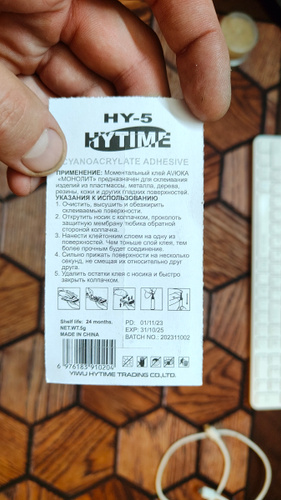 HY-5
HYTIME
CYANOACRYLATE ADHESIVE
ПРИМЕНЕНИЕ: Моментальный клей
«МОНОЛИТ» предназначен для склеивания
изделий из пластмассы, металла, дерева,
резины, кожи и других гладких поверхностей.
УКАЗАНИЯ К ИСПОЛЬЗОВАНИЮ
1. Очистить, высушить и обезжирить
склеиваемые поверхности.
2. Открутить носик с колпачком, проколоть
защитную мембрану тюбика обратной
стороной колпачка.
3. Нанести клей тонким слоем на одну из
поверхностей. Чем тоньше слой клея, тем
более прочным будет соединение.
4. Сильно прижать поверхности на несколько
секунд, не смещая их относительно друг
друга.
5. Удалить остатки клея с носика и быстро
закрыть колпачком.
Shelf life: 24 months.
NET.WT.5g
MADE IN CHINA
PD: 01/11/23
EXP: 31/10/25
BATCH NO.: 202311002
6 976183 910204
YIWU HYTIME TRADING CO.,LTD.